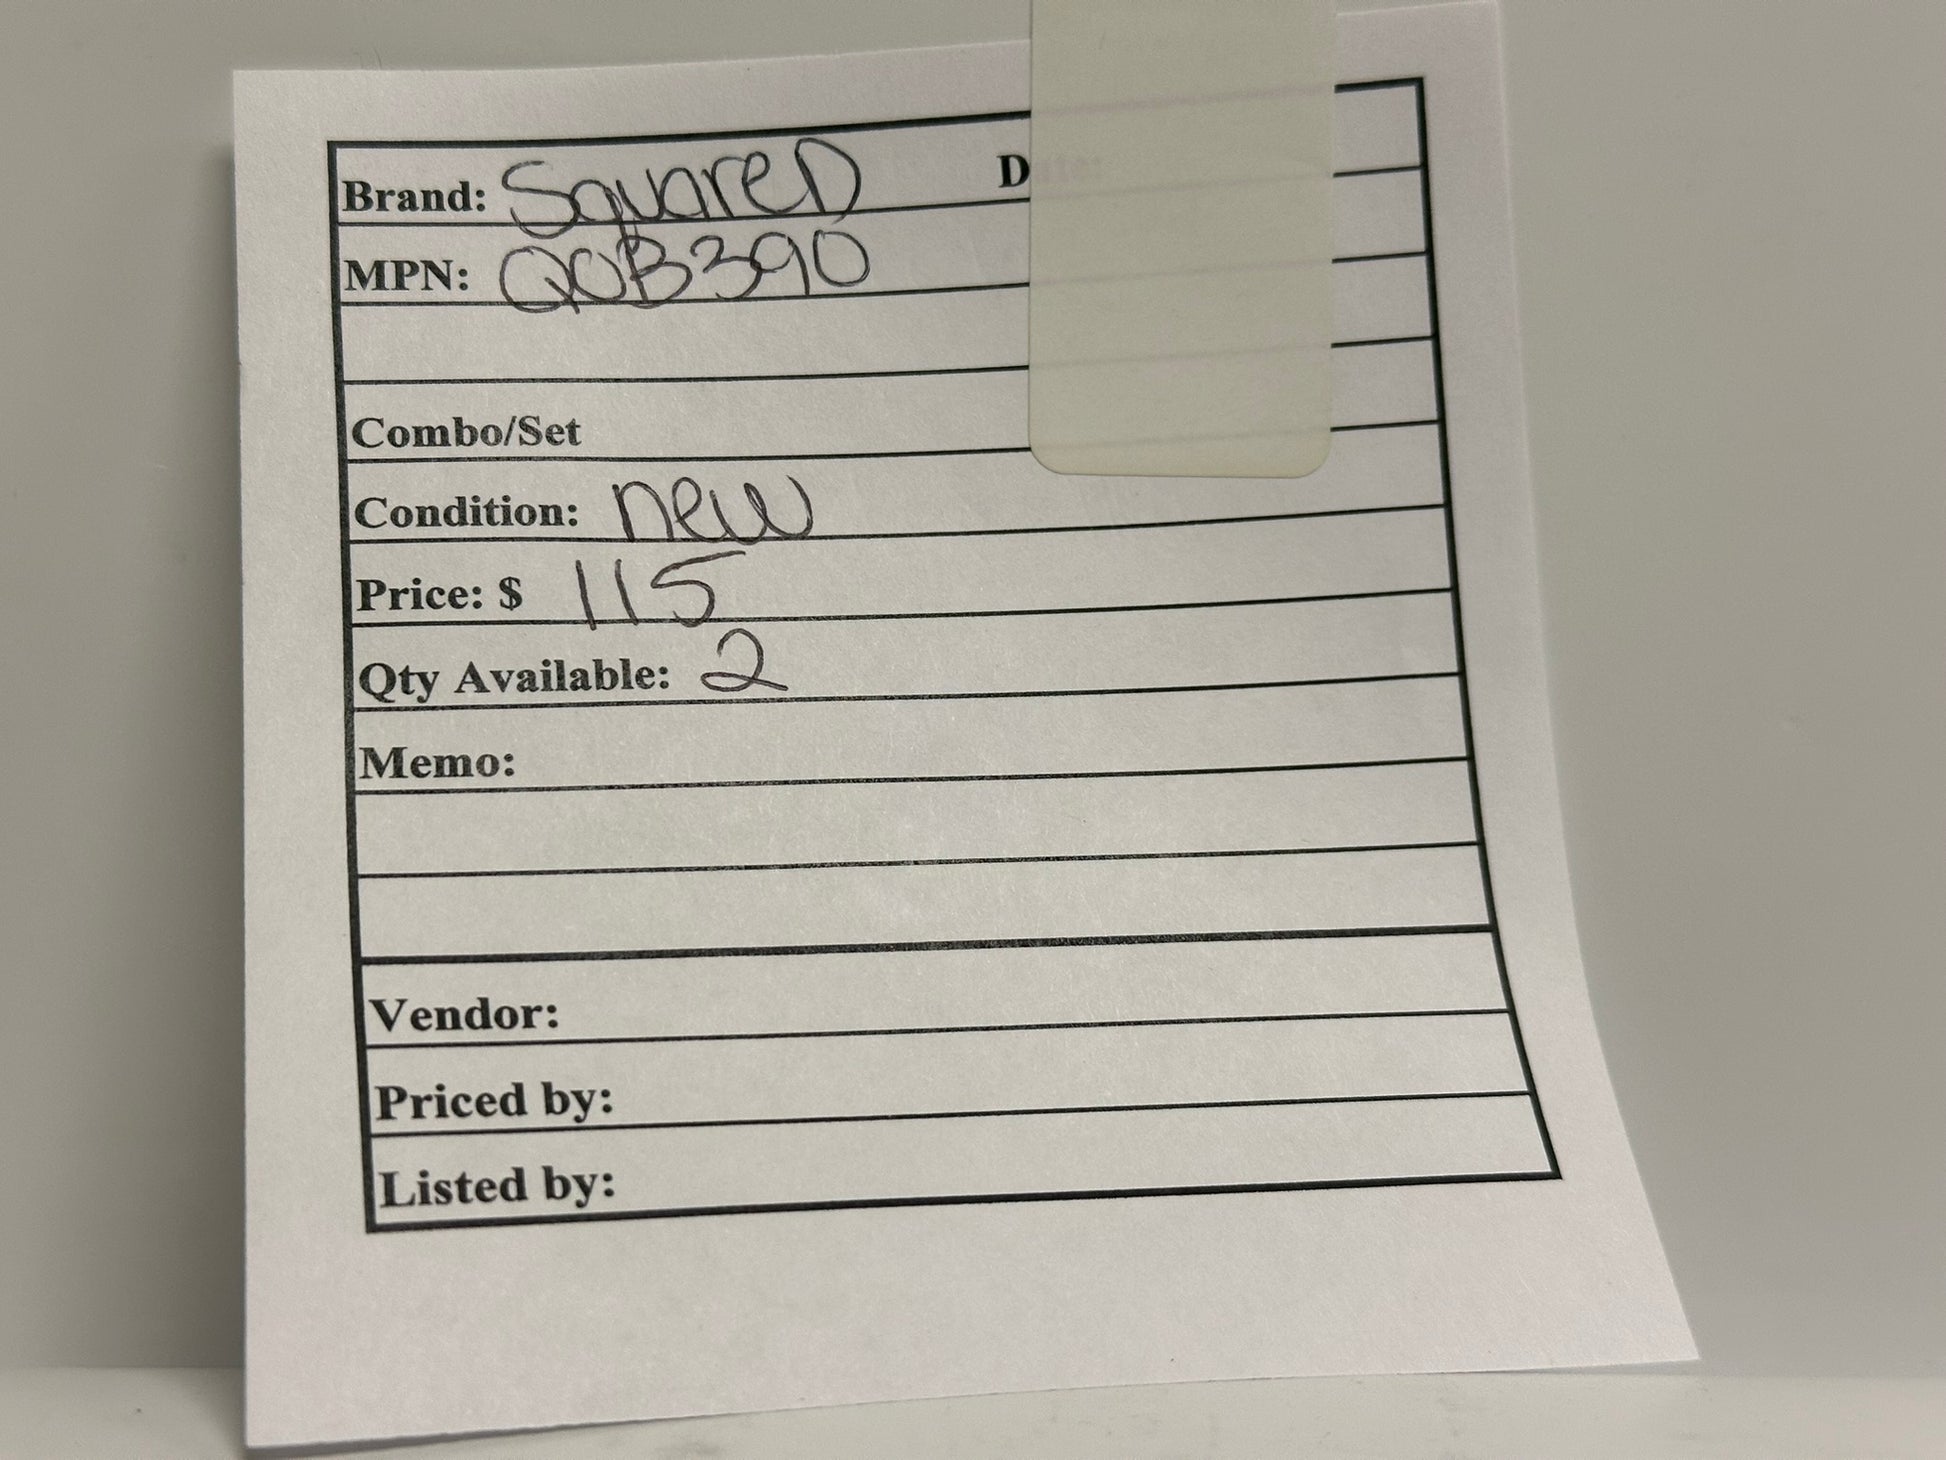 Brand: SquareD Date:
MPN: QOB390
Combo/Set
Condition: new
Price: $ 115
Qty Available: 2
Memo:
Vendor:
Priced by:
Listed by: